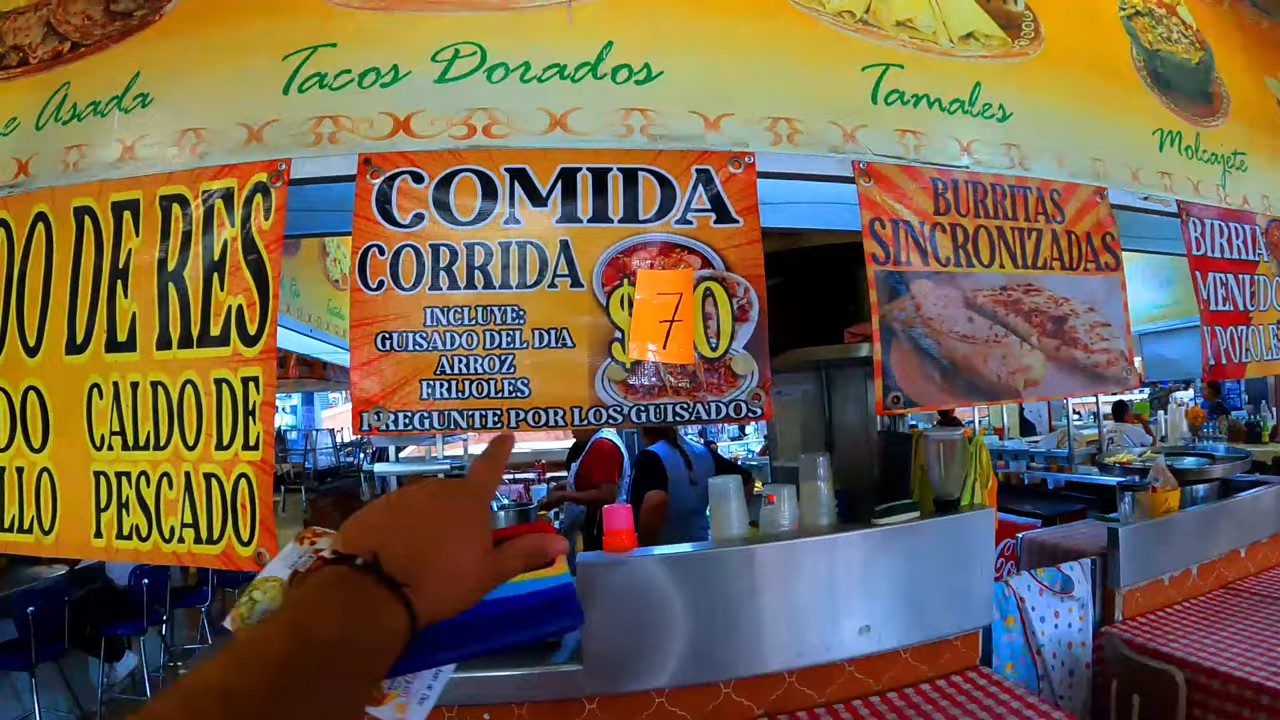 e Asada
Tacos Dorados
Tamales
Molcajete
DO DE RES
DO
CALDO DE
LLO
PESCADO
COMIDA
CORRIDA
INCLUYE:
GUISADO DEL DIA
ARROZ
FRIJOLES
$70
PREGUNTE POR LOS GUISADOS
BURRITAS
SINCRONIZADAS
BIRRIA
MENUDO
Y POZOLE